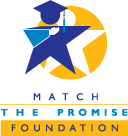 MATCH
THE PROMISE
FOUNDATION